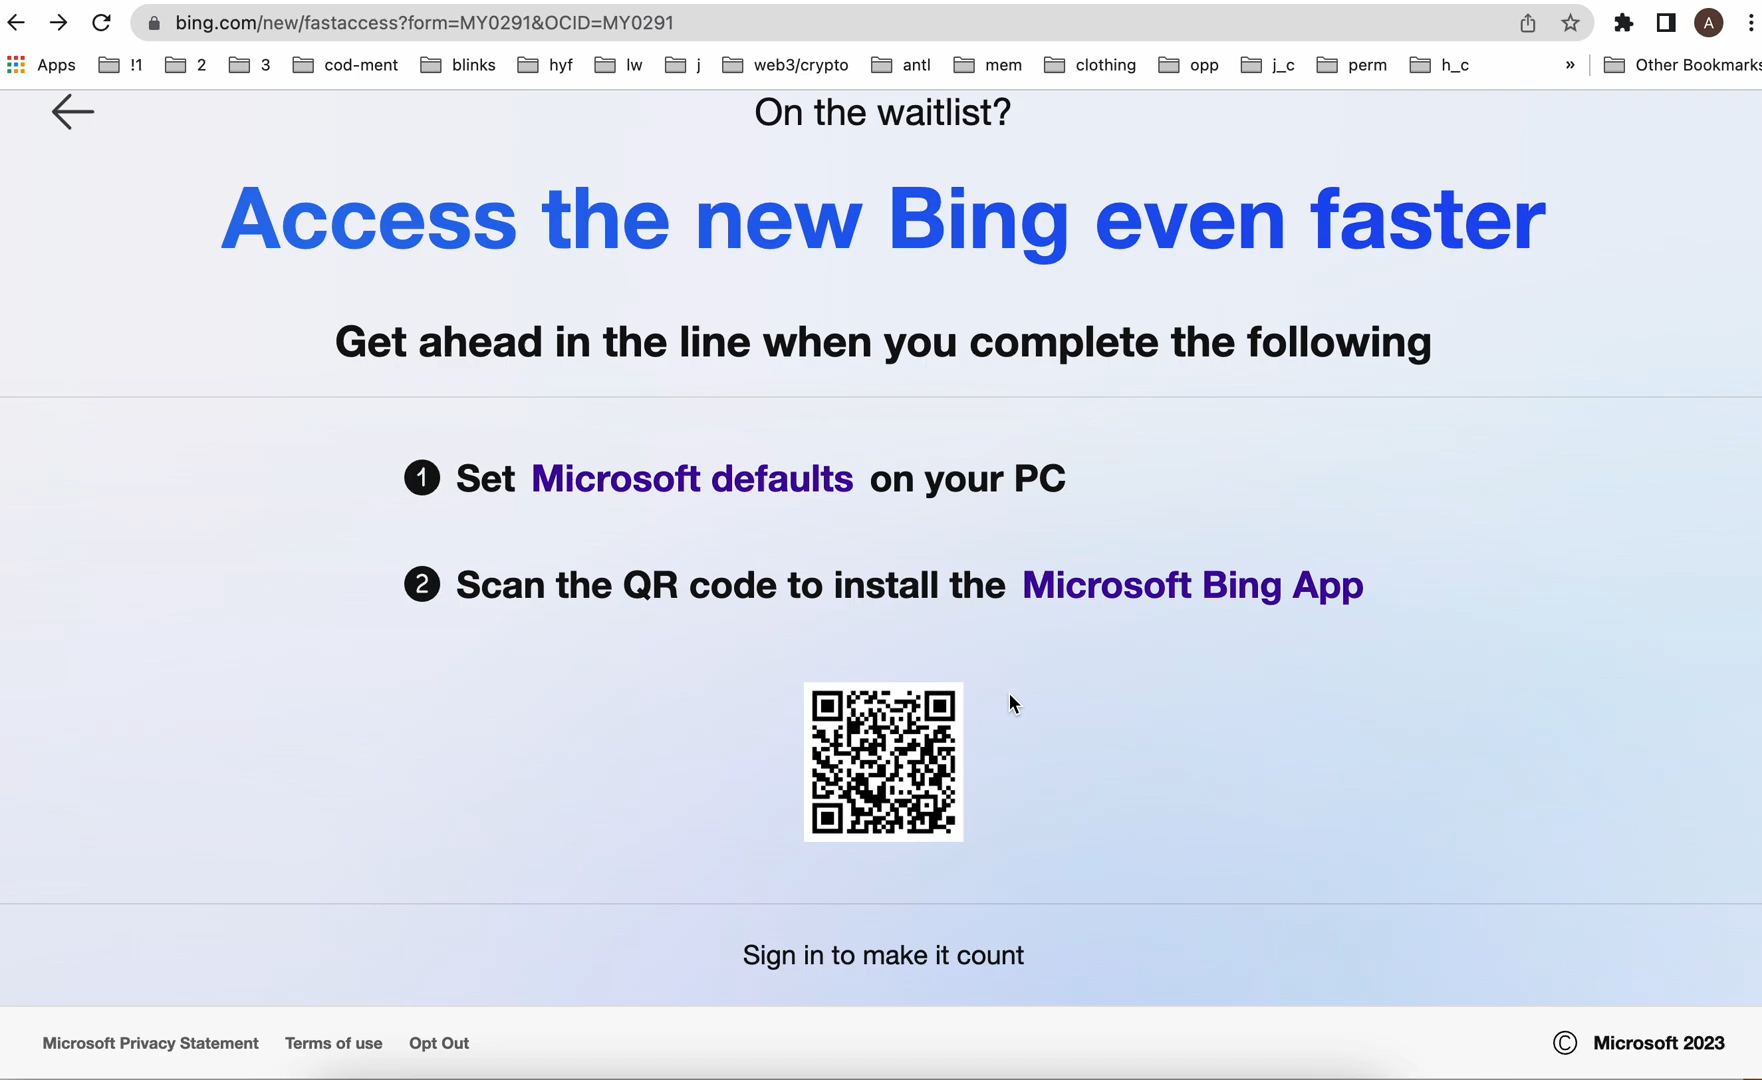 bing.com/new/fastaccess?form=MY0291&OCID=MY0291
A
Apps !1 2 3 cod-ment blinks hyf lw j web3/crypto antl mem clothing opp j_c perm h_c » Other Bookmarks
On the waitlist?
Access the new Bing even faster
Get ahead in the line when you complete the following
1 Set Microsoft defaults on your PC
2 Scan the QR code to install the Microsoft Bing App
Sign in to make it count
Microsoft Privacy Statement Terms of use Opt Out © Microsoft 2023